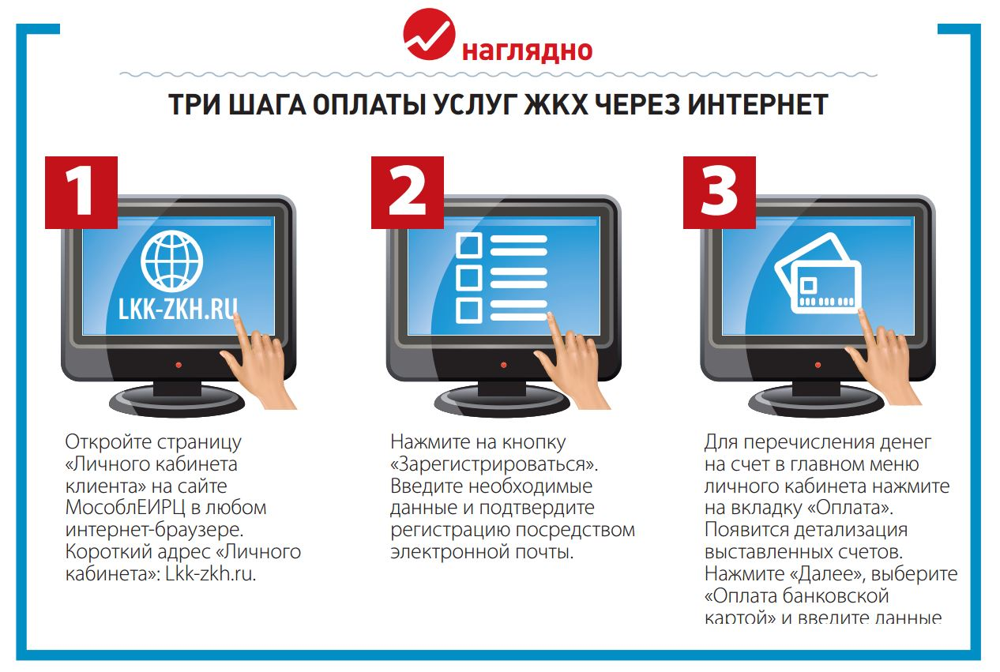 наглядно
ТРИ ШАГА ОПЛАТЫ УСЛУГ ЖКХ ЧЕРЕЗ ИНТЕРНЕТ
1
LKK-ZKH.RU
Откройте страницу
«Личного кабинета
клиента» на сайте
МособлЕИРЦ в любом
интернет-браузере.
Короткий адрес «Личного
кабинета»: Lkk-zkh.ru.
2
Нажмите на кнопку
«Зарегистрироваться».
Введите необходимые
данные и подтвердите
регистрацию посредством
электронной почты.
3
Для перечисления денег
на счет в главном меню
личного кабинета нажмите
на вкладку «Оплата».
Появится детализация
выставленных счетов.
Нажмите «Далее», выберите
«Оплата банковской
картой» и введите данные